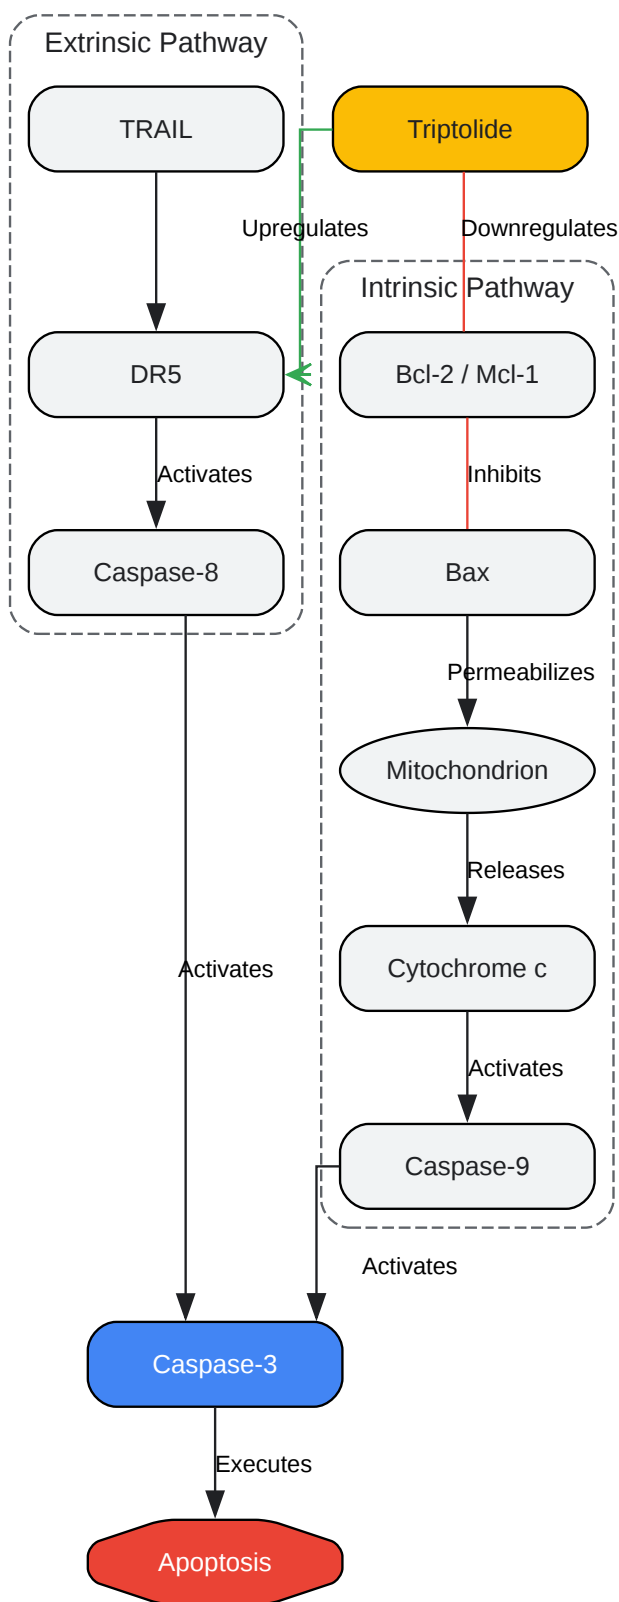 Extrinsic Pathway
TRAIL
Triptolide
Upregulates
Downregulates
Intrinsic Pathway
DR5
Bcl-2 / Mcl-1
Activates
Inhibits
Caspase-8
Bax
Permeabilizes
Mitochondrion
Releases
Activates
Cytochrome c
Activates
Caspase-9
Activates
Caspase-3
Executes
Apoptosis